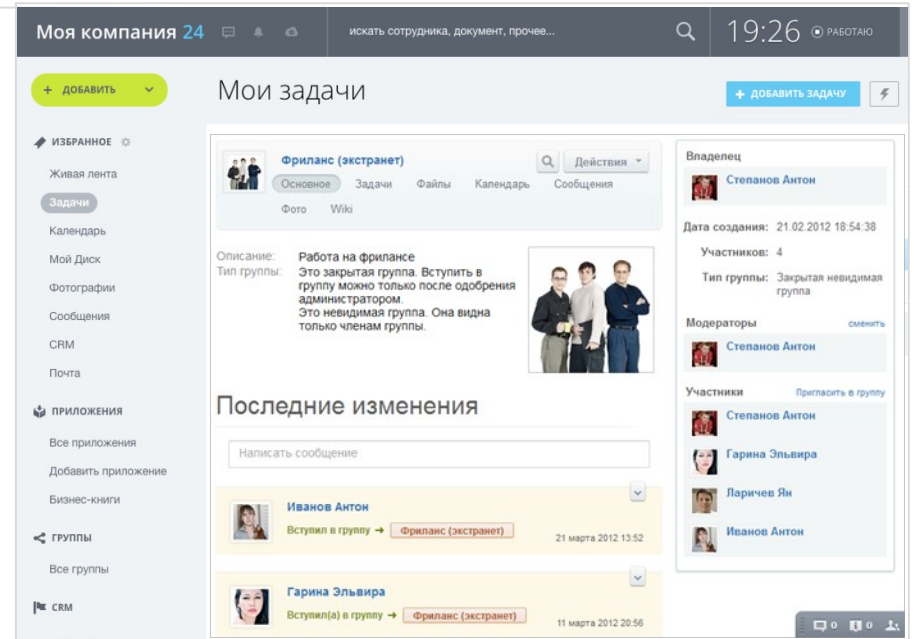 Моя компания 24
искать сотрудника, документ, прочее...
19:26 РАБОТАЮ
+ ДОБАВИТЬ
Мои задачи
+ ДОБАВИТЬ ЗАДАЧУ
ИЗБРАННОЕ
Живая лента
Задачи
Календарь
Мой Диск
Фотографии
Сообщения
CRM
Почта
ПРИЛОЖЕНИЯ
Все приложения
Добавить приложение
Бизнес-книги
ГРУППЫ
Все группы
CRM
Фриланс (экстранет)
Действия
Основное Задачи Файлы Календарь Сообщения
Фото Wiki
Описание: Работа на фрилансе
Тип группы: Это закрытая группа. Вступить в
группу можно только после одобрения
администратором.
Это невидимая группа. Она видна
только членам группы.
Последние изменения
Написать сообщение
Иванов Антон
Вступил в группу → Фриланс (экстранет)
21 марта 2012 13:52
Гарина Эльвира
Вступил(а) в группу → Фриланс (экстранет)
11 марта 2012 20:56
Владелец
Степанов Антон
Дата создания: 21.02.2012 18:54:38
Участников: 4
Тип группы: Закрытая невидимая
группа
Модераторы сменить
Степанов Антон
Участники Пригласить в группу
Степанов Антон
Гарина Эльвира
Ларичев Ян
Иванов Антон
0 0